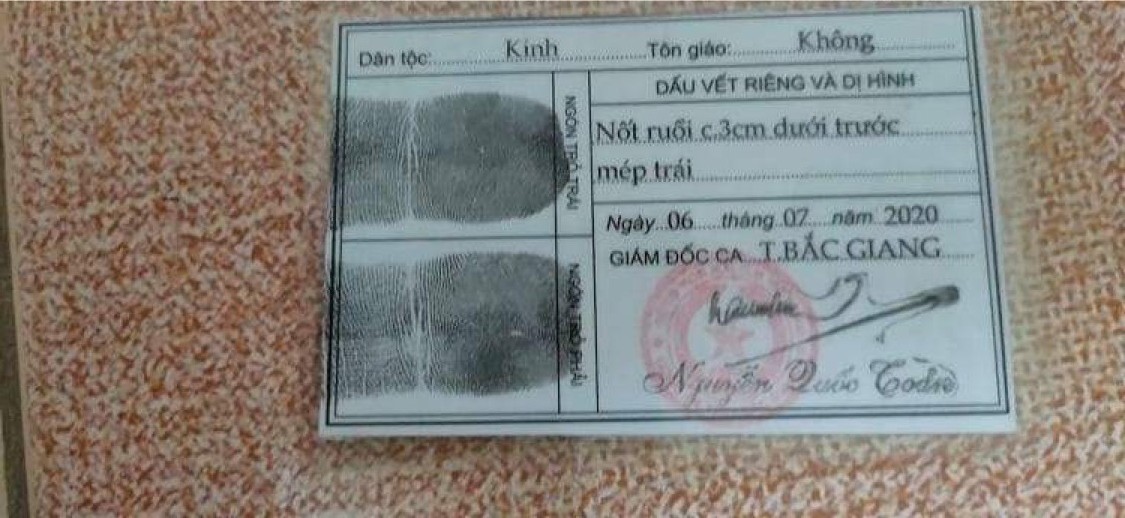 Dân tộc: Kinh Tôn giáo: Không
NGÓN TRỎ TRÁI
NGÓN TRỎ PHẢI
DẤU VẾT RIÊNG VÀ DỊ HÌNH
Nốt ruồi c.3cm dưới trước
mép trái
Ngày 06 tháng 07 năm 2020
GIÁM ĐỐC CA T.BẮC GIANG
Nguyễn Quốc Toản